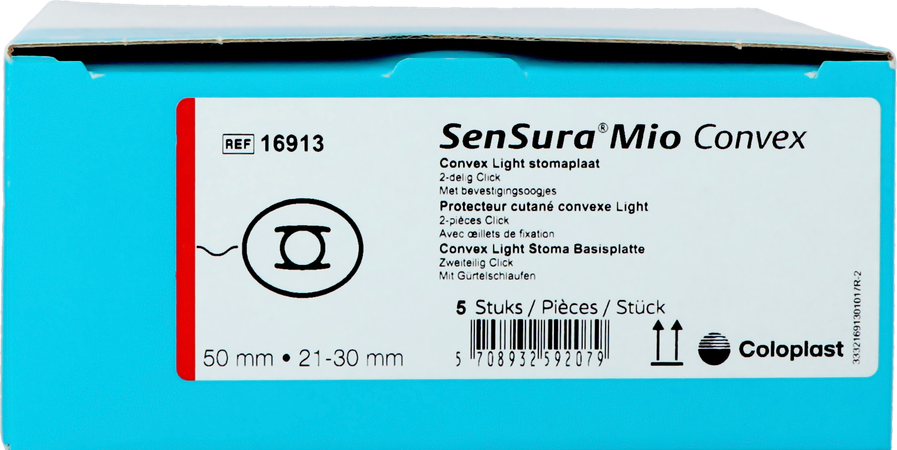 REF 16913
SenSura® Mio Convex
Convex Light stomaplaat
2-delig Click
Met bevestigingsoogjes
Protecteur cutané convexe Light
2-pièces Click
Avec œillets de fixation
Convex Light Stoma Basisplatte
Zweiteilig Click
Mit Gürtelschlaufen
5 Stuks / Pièces / Stück
50 mm • 21-30 mm
5 708932 592079
Coloplast